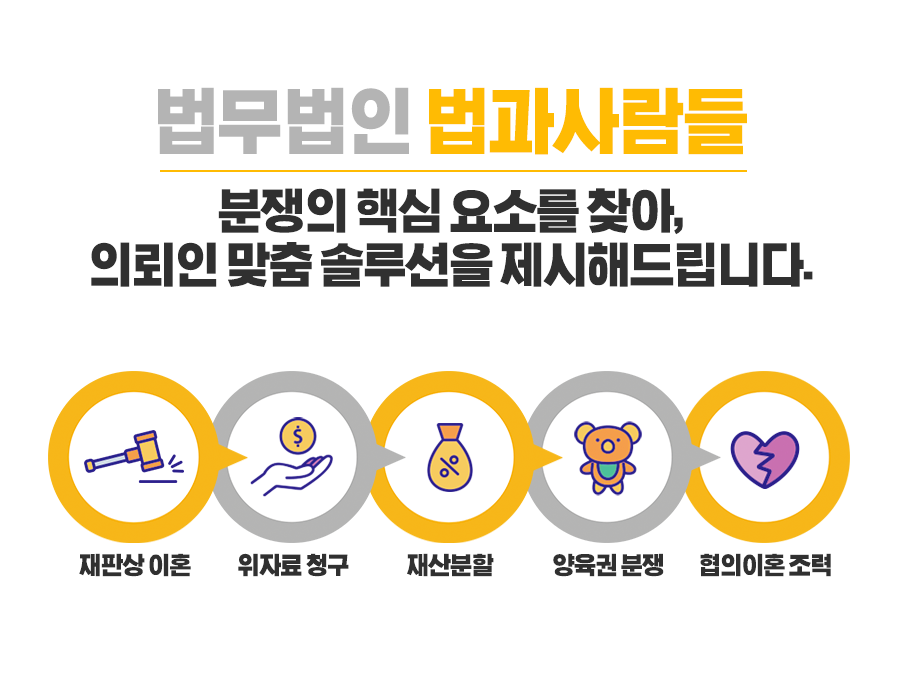 법무법인 법과사람들
분쟁의 핵심 요소를 찾아,
의뢰인 맞춤 솔루션을 제시해드립니다.
$
%
재판상 이혼
위자료 청구
재산분할
양육권 분쟁
협의이혼 조력